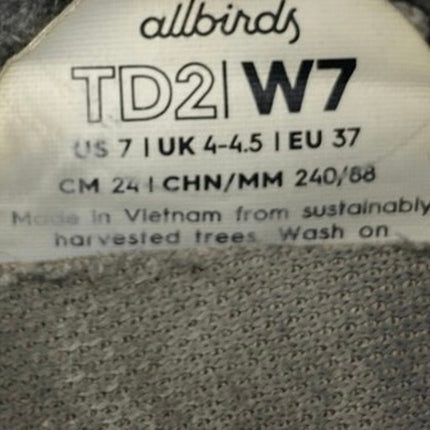 allbirds
TD2 | W7
US 7 | UK 4-4.5 | EU 37
CM 24 | CHN/MM 240/88
Made in Vietnam from sustainably
harvested trees Wash on